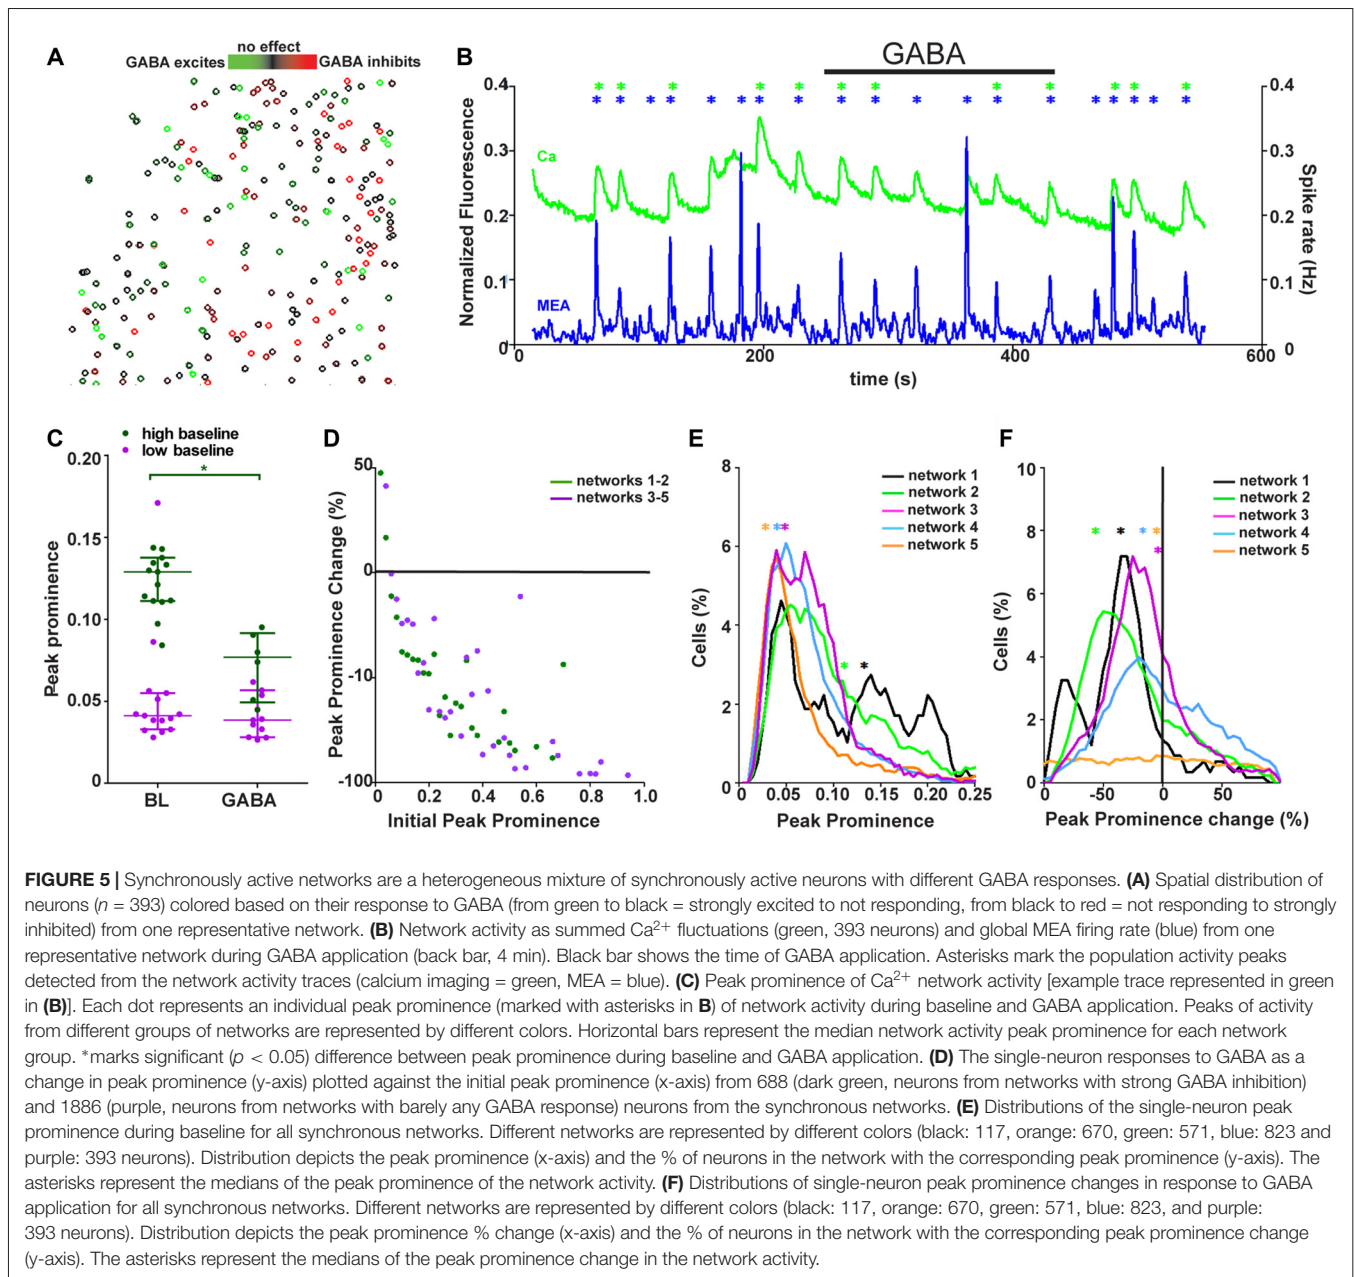 A
no effect
GABA excites
GABA inhibits
B
GABA
0.4
0.3
0.2
0.1
0
Normalized Fluorescence
Ca
MEA
0.4
0.3
0.2
0.1
0
Spike rate (Hz)
0
200
400
600
time (s)
C
high baseline
low baseline
*
0.20
0.15
0.10
0.05
0
Peak prominence
BL
GABA
D
50
0
-10
-100
Peak Prominence Change (%)
networks 1-2
networks 3-5
0
0.2
0.4
0.6
0.8
1.0
Initial Peak Prominence
E
8
6
4
2
0
Cells (%)
network 1
network 2
network 3
network 4
network 5
0
0.05
0.10
0.15
0.20
0.25
Peak Prominence
F
10
8
6
4
2
0
Cells (%)
network 1
network 2
network 3
network 4
network 5
0
-50
0
50
Peak Prominence change (%)
FIGURE 5 | Synchronously active networks are a heterogeneous mixture of synchronously active neurons with different GABA responses. (A) Spatial distribution of
neurons (n = 393) colored based on their response to GABA (from green to black = strongly excited to not responding, from black to red = not responding to strongly
inhibited) from one representative network. (B) Network activity as summed Ca2+ fluctuations (green, 393 neurons) and global MEA firing rate (blue) from one
representative network during GABA application (back bar, 4 min). Black bar shows the time of GABA application. Asterisks mark the population activity peaks
detected from the network activity traces (calcium imaging = green, MEA = blue). (C) Peak prominence of Ca2+ network activity [example trace represented in green
in (B)]. Each dot represents an individual peak prominence (marked with asterisks in B) of network activity during baseline and GABA application. Peaks of activity
from different groups of networks are represented by different colors. Horizontal bars represent the median network activity peak prominence for each network
group. *marks significant (p < 0.05) difference between peak prominence during baseline and GABA application. (D) The single-neuron responses to GABA as a
change in peak prominence (y-axis) plotted against the initial peak prominence (x-axis) from 688 (dark green, neurons from networks with strong GABA inhibition)
and 1886 (purple, neurons from networks with barely any GABA response) neurons from the synchronous networks. (E) Distributions of the single-neuron peak
prominence during baseline for all synchronous networks. Different networks are represented by different colors (black: 117, orange: 670, green: 571, blue: 823 and
purple: 393 neurons). Distribution depicts the peak prominence (x-axis) and the % of neurons in the network with the corresponding peak prominence (y-axis). The
asterisks represent the medians of the peak prominence of the network activity. (F) Distributions of single-neuron peak prominence changes in response to GABA
application for all synchronous networks. Different networks are represented by different colors (black: 117, orange: 670, green: 571, blue: 823, and purple:
393 neurons). Distribution depicts the peak prominence % change (x-axis) and the % of neurons in the network with the corresponding peak prominence change
(y-axis). The asterisks represent the medians of the peak prominence change in the network activity.